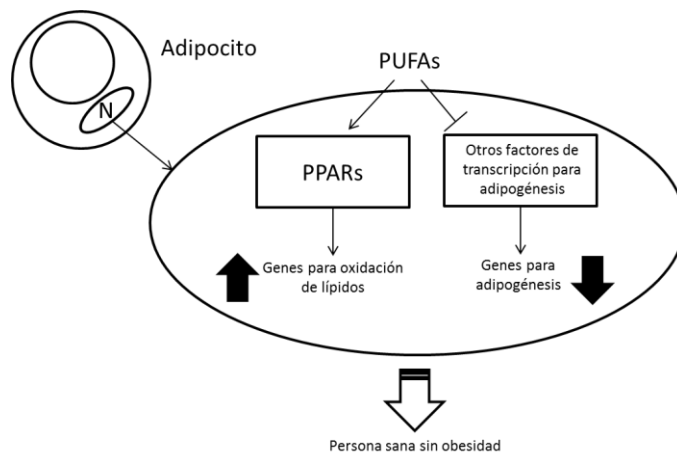 Adipocito
N
PUFAs
PPARs
Otros factores de
transcripción para
adipogénesis
Genes para oxidación
de lípidos
Genes para
adipogénesis
Persona sana sin obesidad